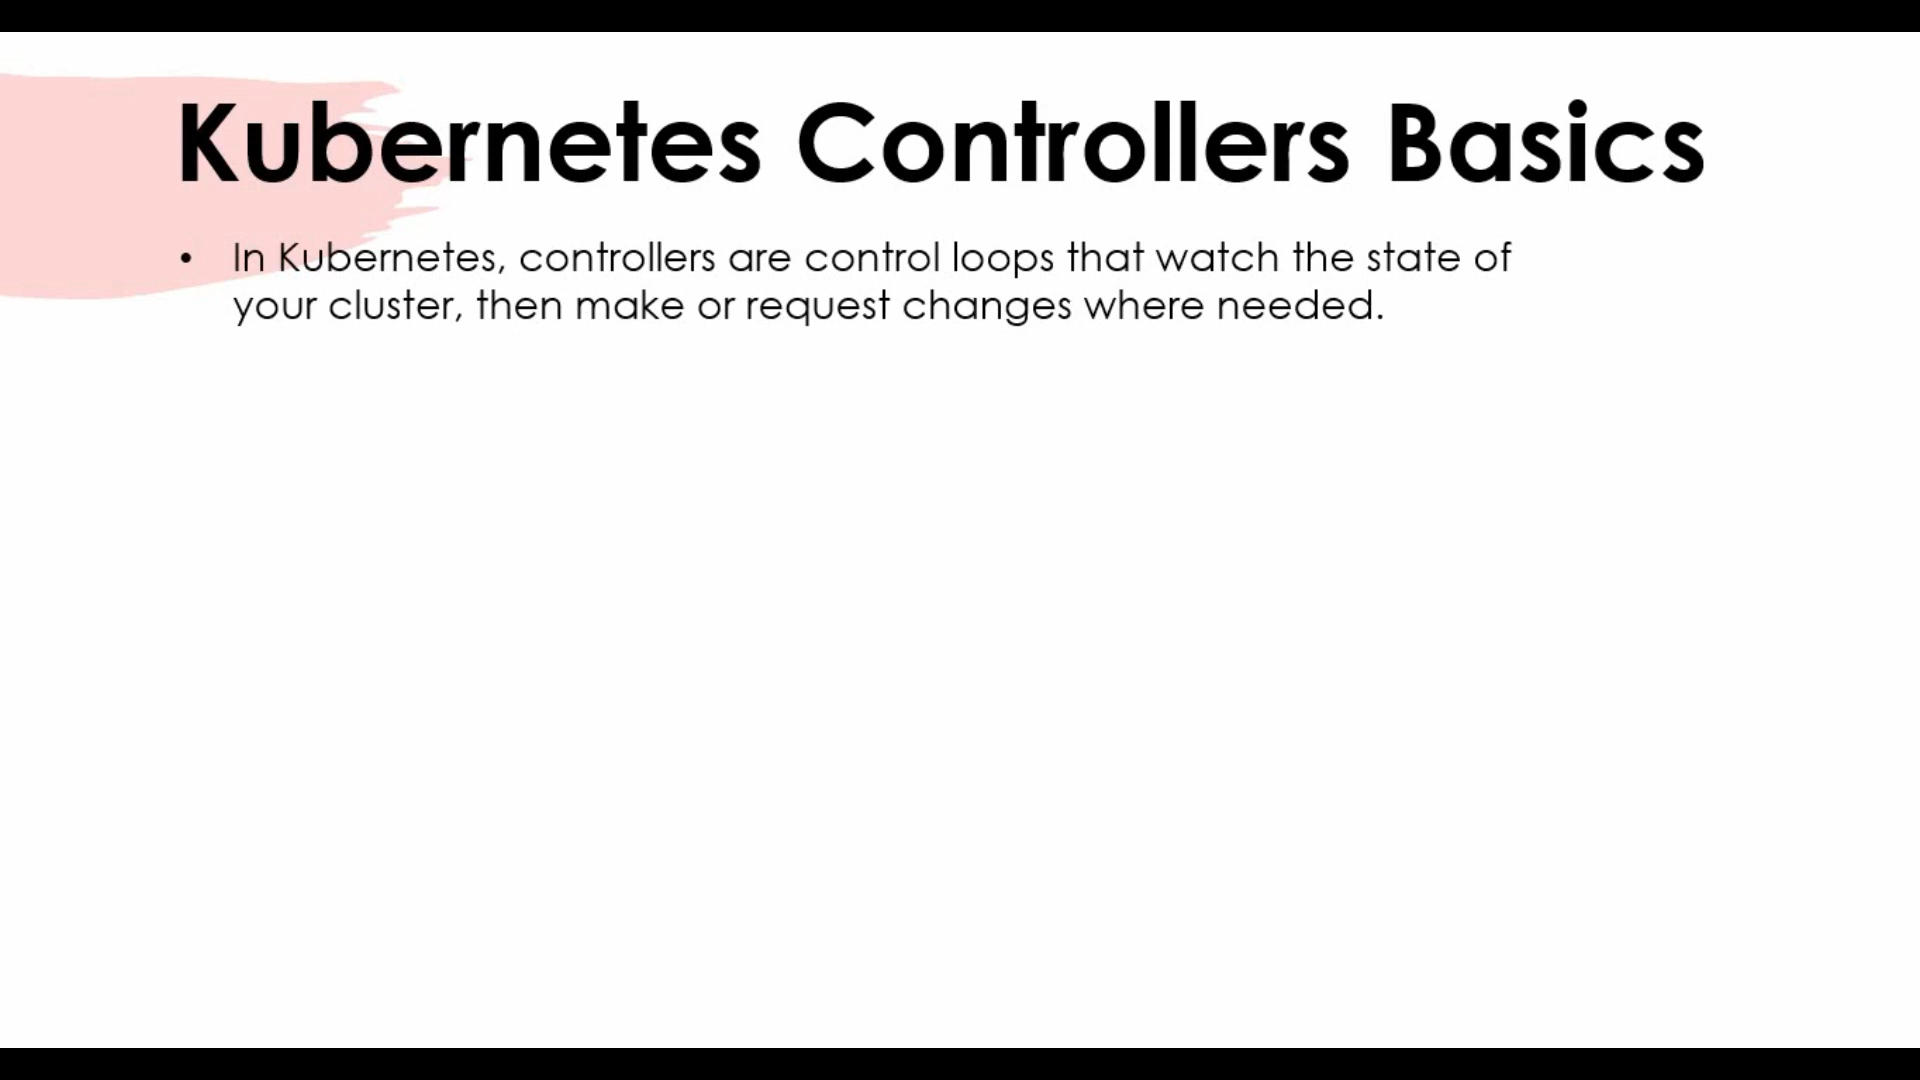 Kubernetes Controllers Basics
• In Kubernetes, controllers are control loops that watch the state of
your cluster, then make or request changes where needed.